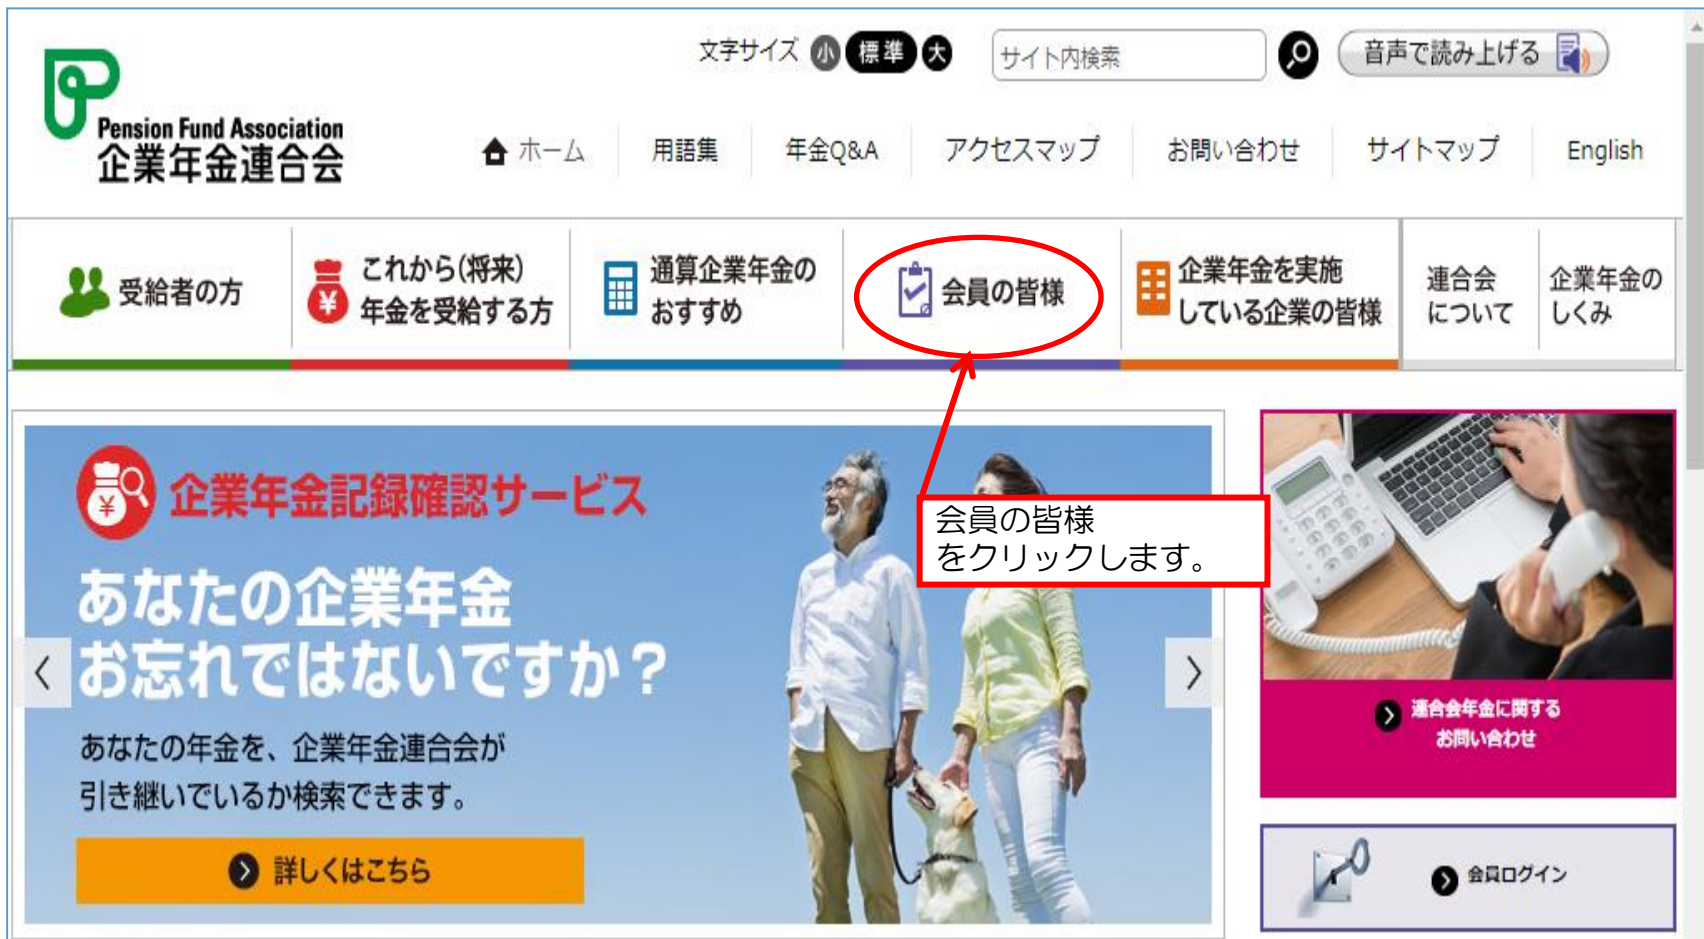 文字サイズ 小 標準 大 サイト内検索 音声で読み上げる
Pension Fund Association
企業年金連合会
ホーム 用語集 年金Q&A アクセスマップ お問い合わせ サイトマップ English
受給者の方
これから(将来)
年金を受給する方
通算企業年金の
おすすめ
会員の皆様
企業年金を実施
している企業の皆様
連合会
について
企業年金の
しくみ
企業年金記録確認サービス
あなたの企業年金
お忘れではないですか？
あなたの年金を、企業年金連合会が
引き継いでいるか検索できます。
詳しくはこちら
会員の皆様
をクリックします。
連合会年金に関する
お問い合わせ
会員ログイン